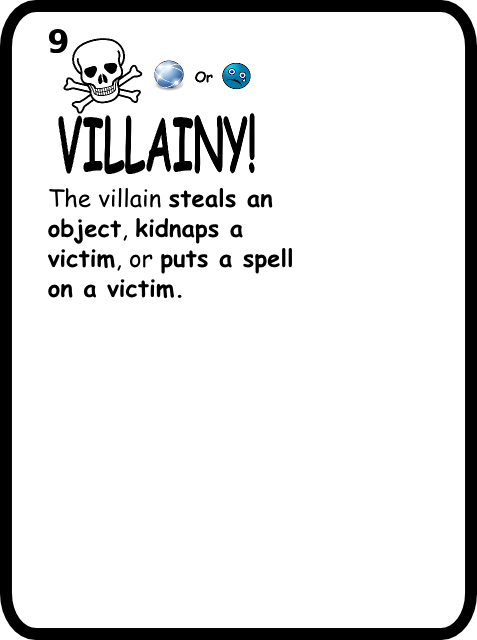 9
Or
VILLAINY!
The villain steals an
object, kidnaps a
victim, or puts a spell
on a victim.